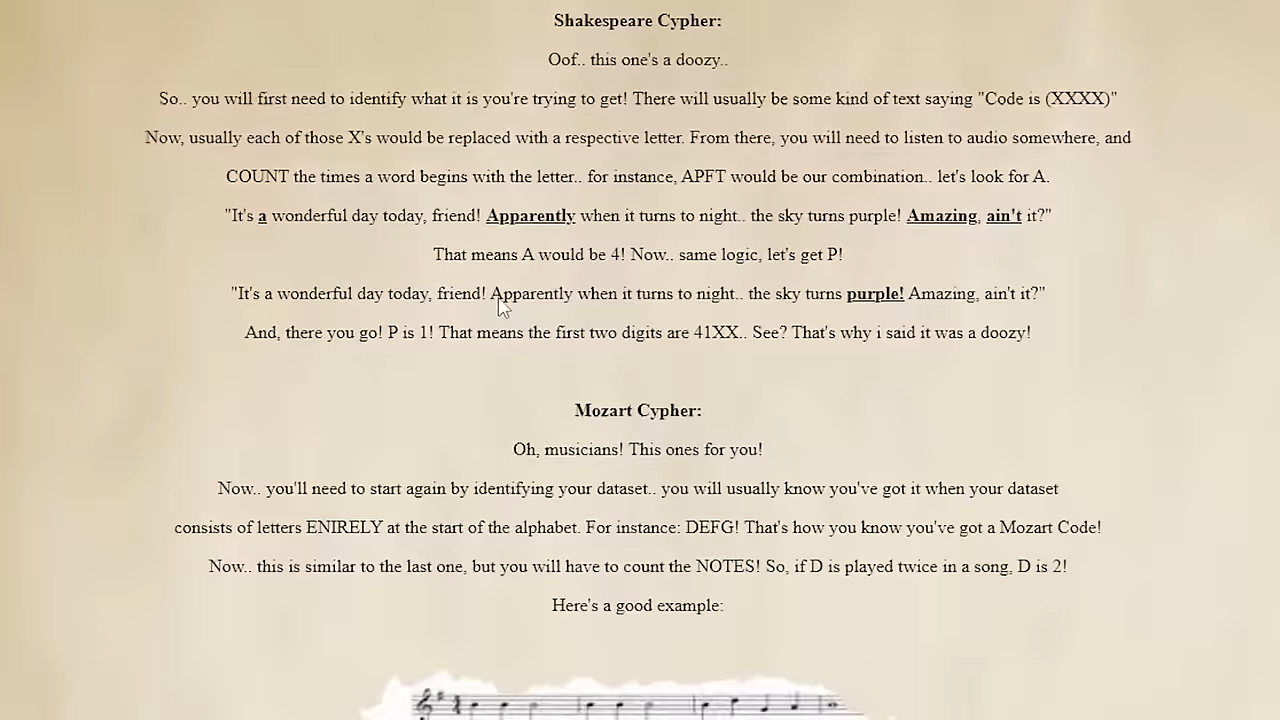 Shakespeare Cypher:
Oof.. this one's a doozy..
So.. you will first need to identify what it is you're trying to get! There will usually be some kind of text saying "Code is (XXXX)"
Now, usually each of those X's would be replaced with a respective letter. From there, you will need to listen to audio somewhere, and
COUNT the times a word begins with the letter.. for instance, APFT would be our combination.. let's look for A.
"It's a wonderful day today, friend! Apparently when it turns to night.. the sky turns purple! Amazing, ain't it?"
That means A would be 4! Now.. same logic, let's get P!
"It's a wonderful day today, friend! Apparently when it turns to night.. the sky turns purple! Amazing, ain't it?"
And, there you go! P is 1! That means the first two digits are 41XX.. See? That's why i said it was a doozy!
Mozart Cypher:
Oh, musicians! This ones for you!
Now.. you'll need to start again by identifying your dataset.. you will usually know you've got it when your dataset
consists of letters ENIRELY at the start of the alphabet. For instance: DEFG! That's how you know you've got a Mozart Code!
Now.. this is similar to the last one, but you will have to count the NOTES! So, if D is played twice in a song, D is 2!
Here's a good example: